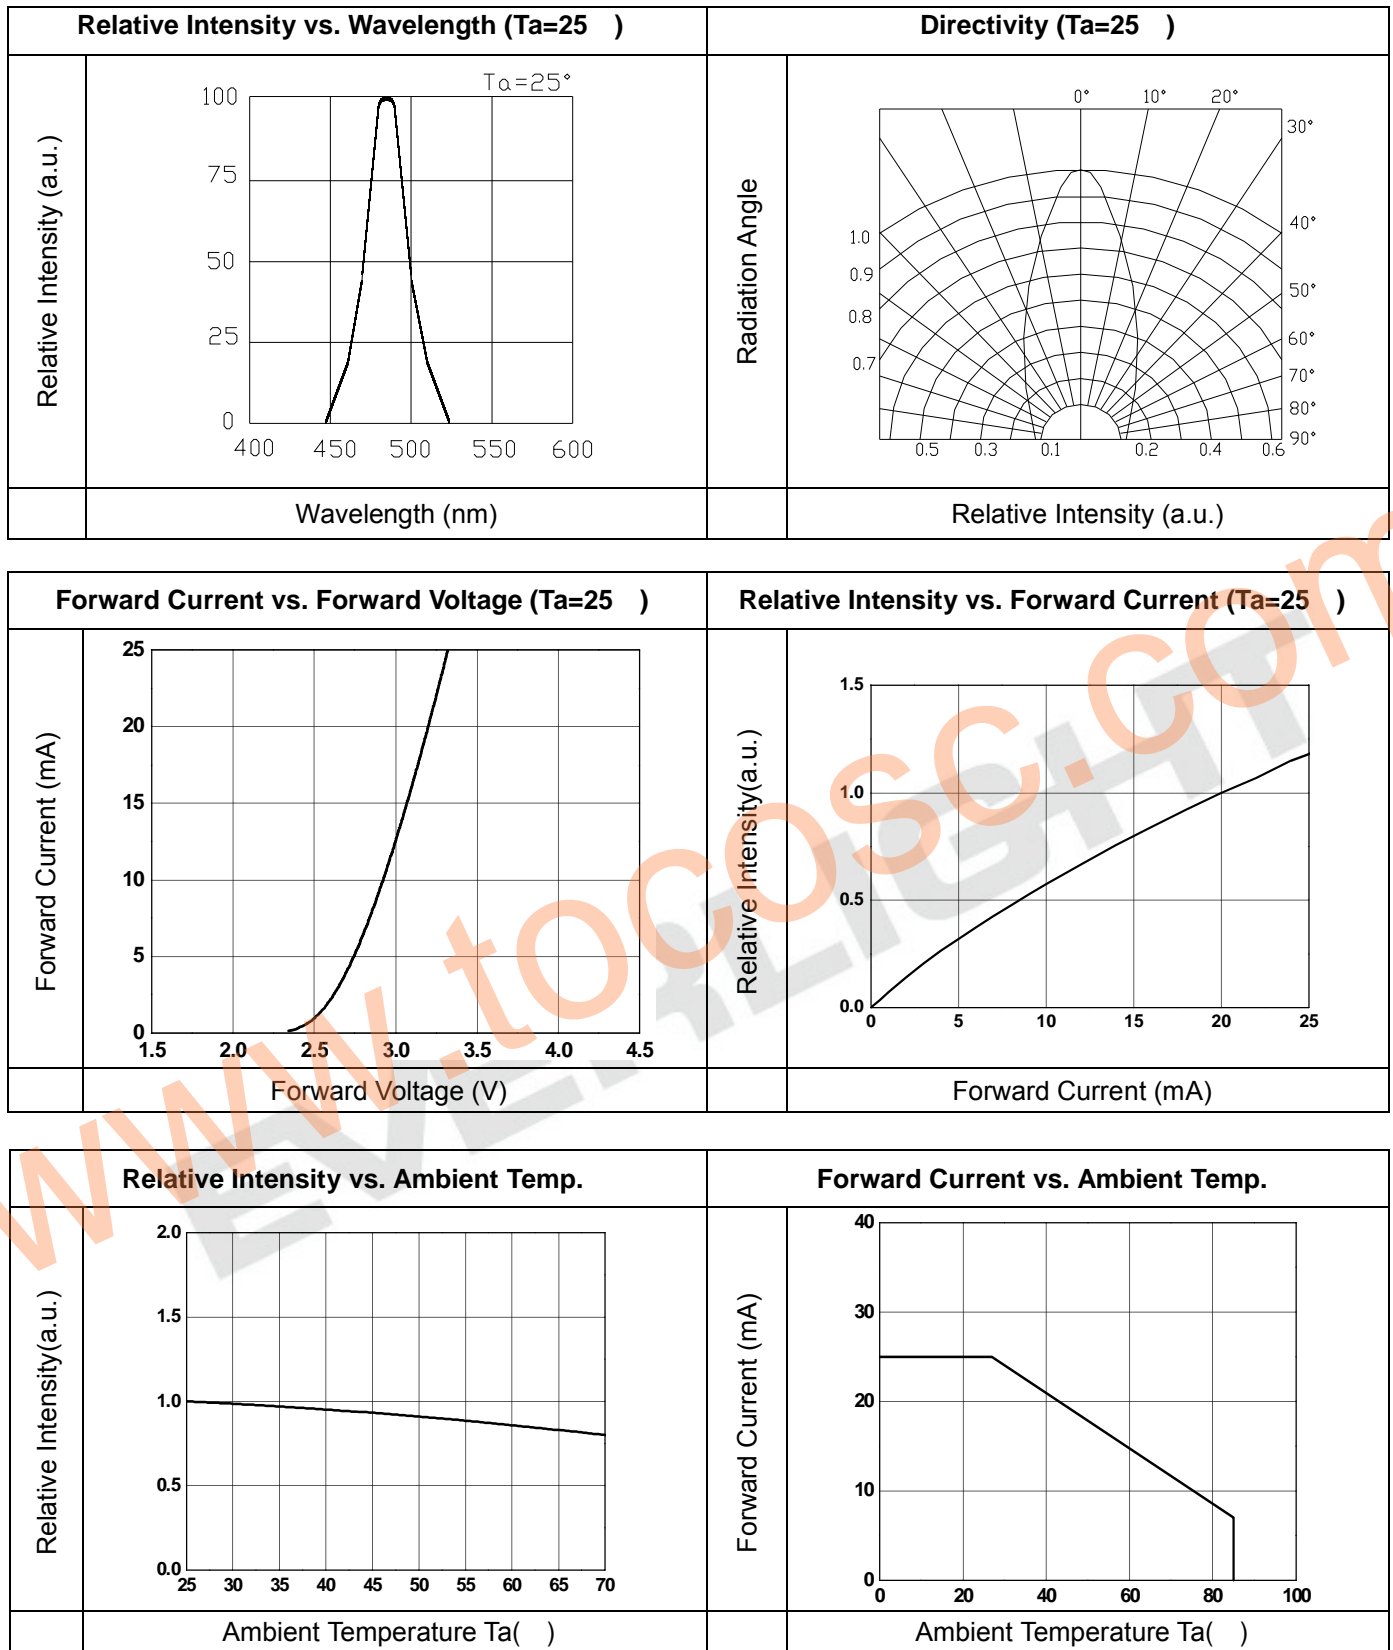 Relative Intensity vs. Wavelength (Ta=25 )
Directivity (Ta=25 )
Relative Intensity (a.u.)
Ta=25°
100
75
50
25
0
400 450 500 550 600
Wavelength (nm)
Radiation Angle
0° 10° 20°
30°
40°
50°
60°
70°
80°
90°
1.0
0.9
0.8
0.7
0.5 0.3 0.1 0.2 0.4 0.6
Relative Intensity (a.u.)
Forward Current vs. Forward Voltage (Ta=25 )
Relative Intensity vs. Forward Current (Ta=25 )
Forward Current (mA)
25
20
15
10
5
0
1.5 2.0 2.5 3.0 3.5 4.0 4.5
Forward Voltage (V)
Relative Intensity(a.u.)
1.5
1.0
0.5
0.0
0 5 10 15 20 25
Forward Current (mA)
Relative Intensity vs. Ambient Temp.
Forward Current vs. Ambient Temp.
Relative Intensity(a.u.)
2.0
1.5
1.0
0.5
0.0
25 30 35 40 45 50 55 60 65 70
Ambient Temperature Ta( )
Forward Current (mA)
40
30
20
10
0
0 20 40 60 80 100
Ambient Temperature Ta( )
www.tocosc.com
EVERLIGHT